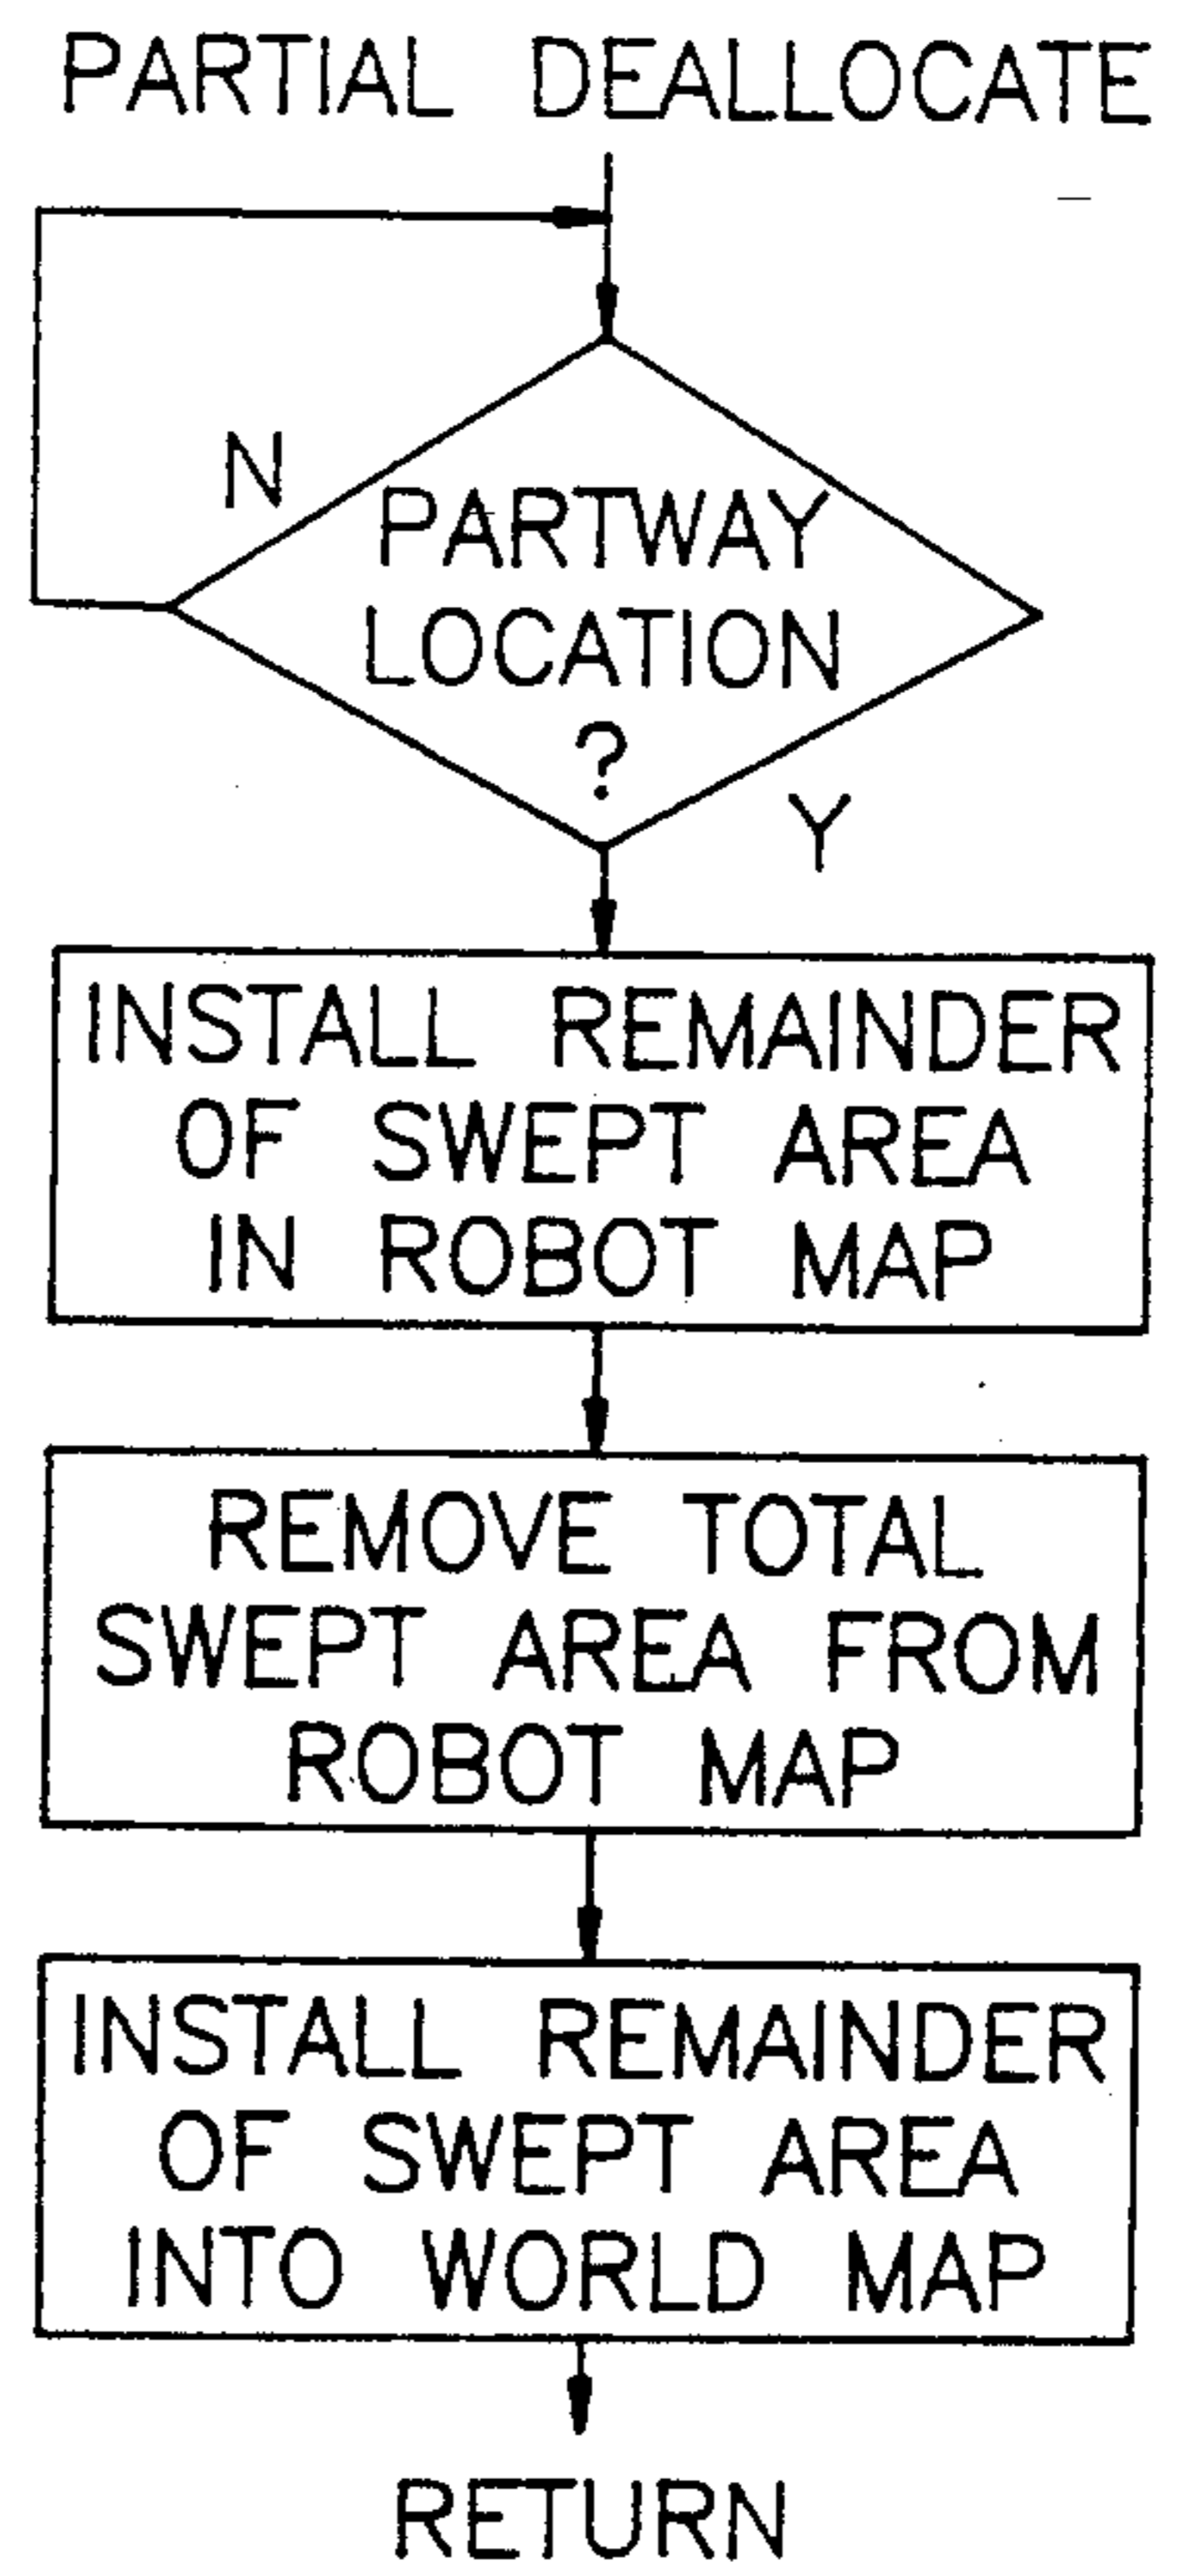 PARTIAL DEALLOCATE
N
PARTWAY
LOCATION
?
Y
INSTALL REMAINDER
OF SWEPT AREA
IN ROBOT MAP
REMOVE TOTAL
SWEPT AREA FROM
ROBOT MAP
INSTALL REMAINDER
OF SWEPT AREA
INTO WORLD MAP
RETURN